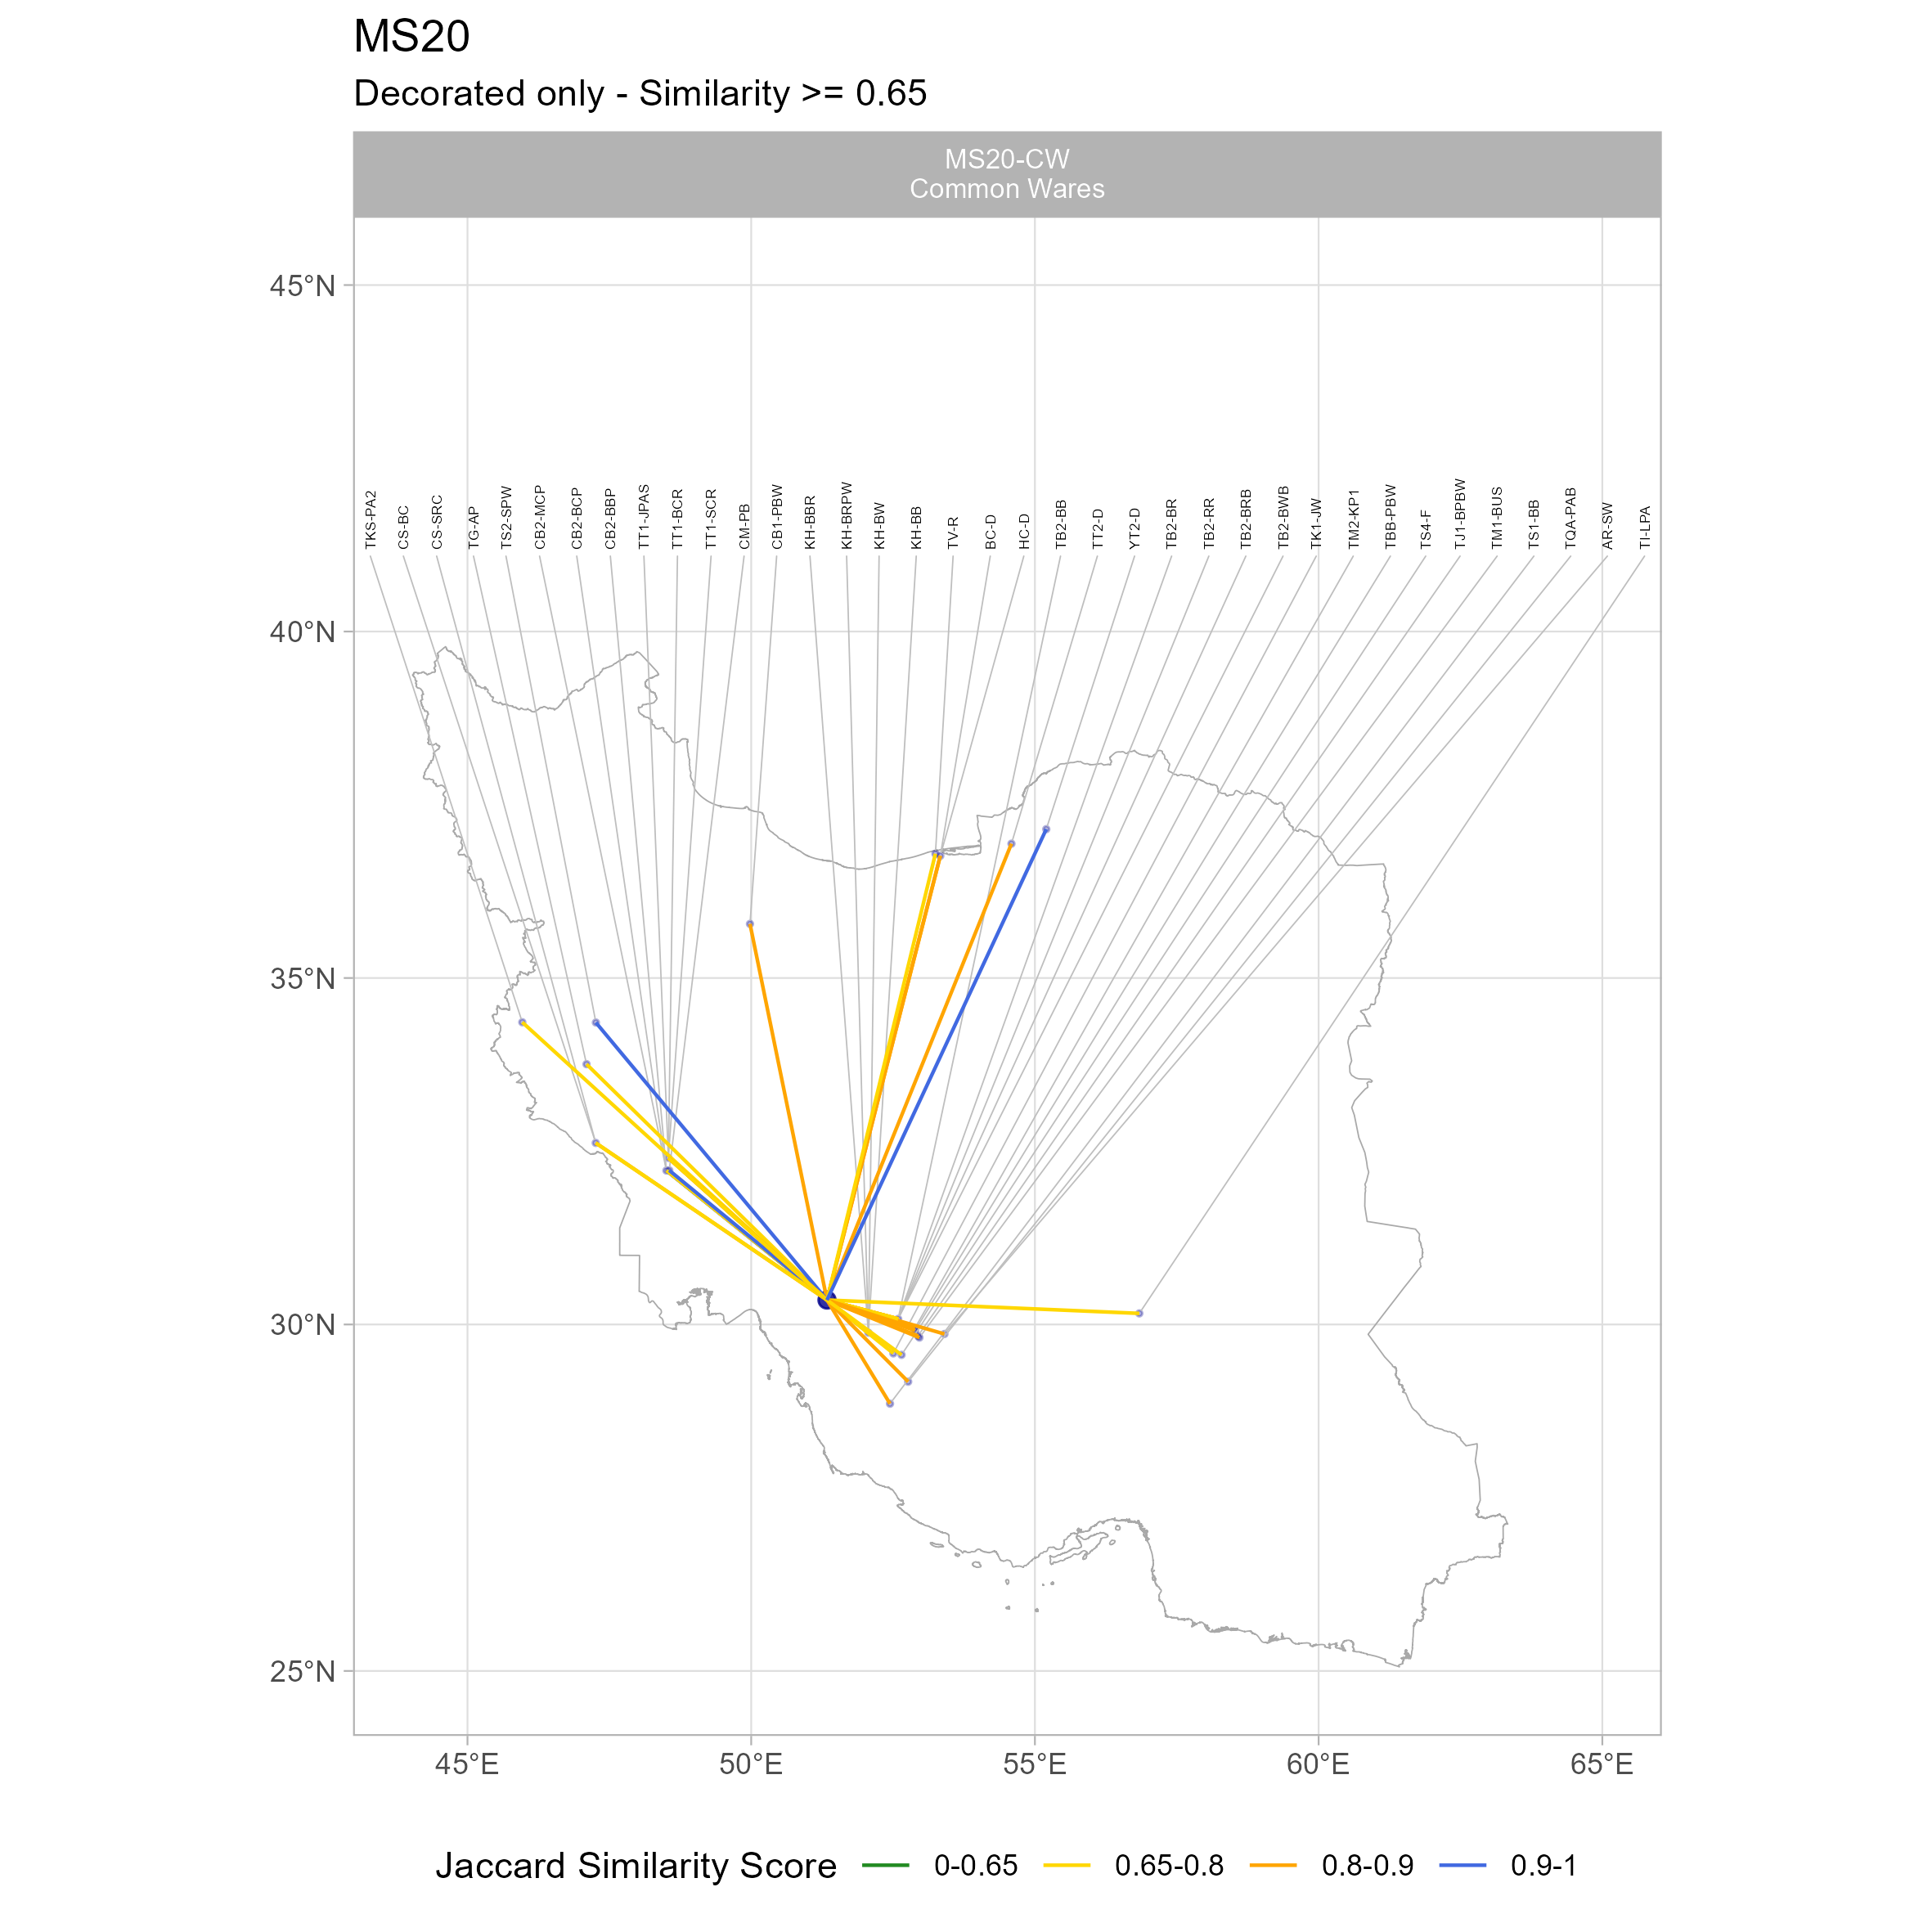 MS20
Decorated only - Similarity >= 0.65
MS20-CW
Common Wares
45°N
40°N
35°N
30°N
25°N
TKS-PA2
CS-BC
CS-SRC
TG-AP
TS2-SPW
CB2-MCP
CB2-BCP
CB2-BBP
TT1-JPAS
TT1-BCR
TT1-SCR
CM-PB
CB1-PBW
KH-BBR
KH-BRPW
KH-BW
KH-BB
TV-R
BC-D
HC-D
TB2-BB
TT2-D
YT2-D
TB2-BR
TB2-RR
TB2-BRB
TB2-BWB
TK1-JW
TM2-KP1
TBB-PBW
TS4-F
TJ1-BPBW
TM1-BUS
TS1-BB
TQA-PAB
AR-SW
TI-LPA
45°E
50°E
55°E
60°E
65°E
Jaccard Similarity Score 0-0.65 0.65-0.8 0.8-0.9 0.9-1